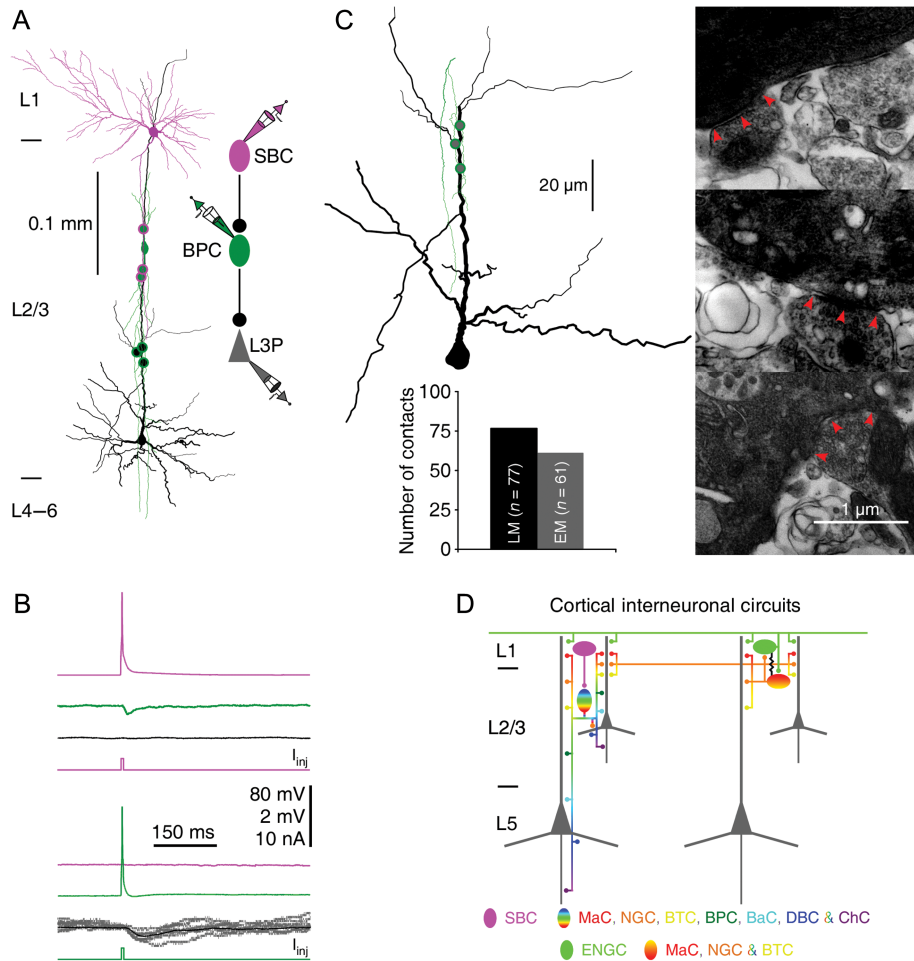 A
L1
SBC
0.1 mm
BPC
L2/3
L3P
L4–6
C
20 µm
100
75
50
25
0
Number of contacts
LM (n = 77)
EM (n = 61)
1 µm
B
Iinj
80 mV
2 mV
10 nA
150 ms
Iinj
D
Cortical interneuronal circuits
L1
L2/3
L5
SBC
MaC, NGC, BTC, BPC, BaC, DBC & ChC
ENGC
MaC, NGC & BTC